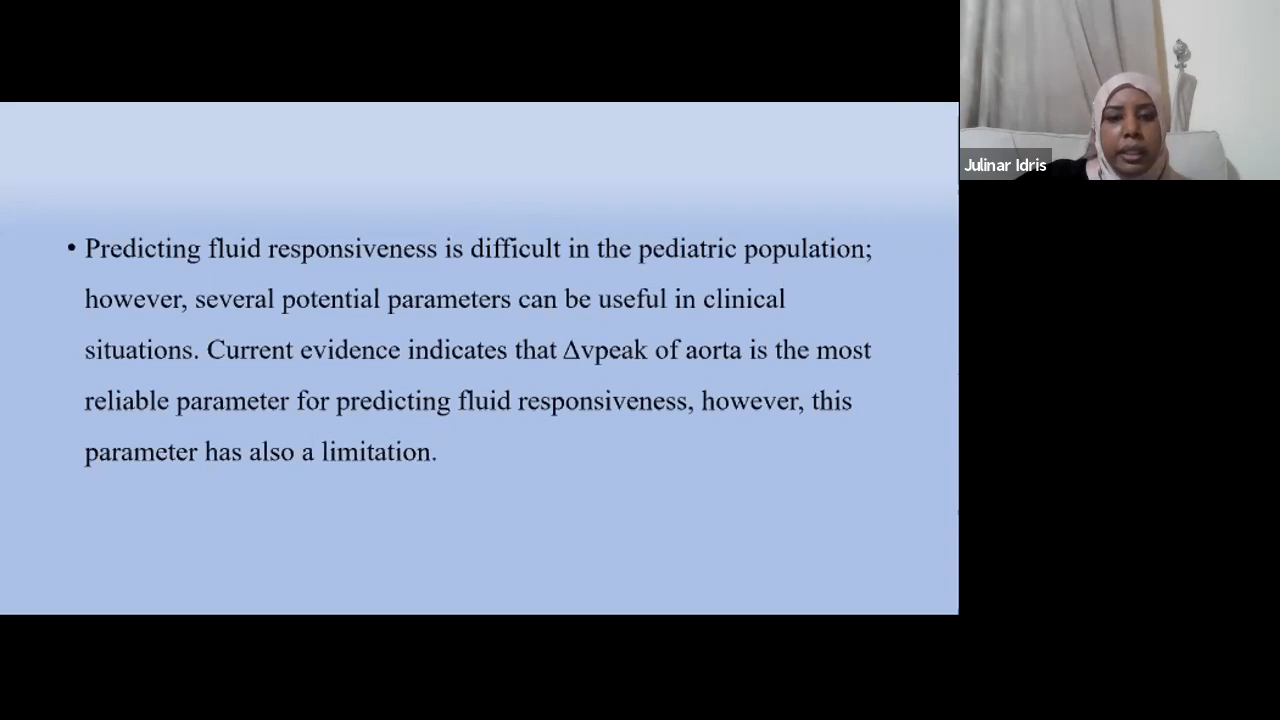 • Predicting fluid responsiveness is difficult in the pediatric population;
however, several potential parameters can be useful in clinical
situations. Current evidence indicates that Δvpeak of aorta is the most
reliable parameter for predicting fluid responsiveness, however, this
parameter has also a limitation.
Julinar Idris